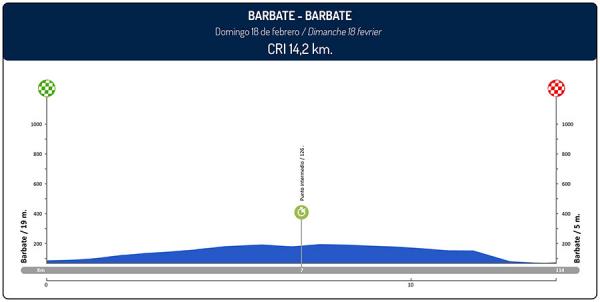 BARBATE - BARBATE
Domingo 18 de febrero / Dimanche 18 fevrier
CRI 14,2 km.
1000
800
600
400
200
Barbate / 19 m.
Punto intermedio / 126
1000
800
600
400
200
Barbate / 5 m.
Km
7
0
10